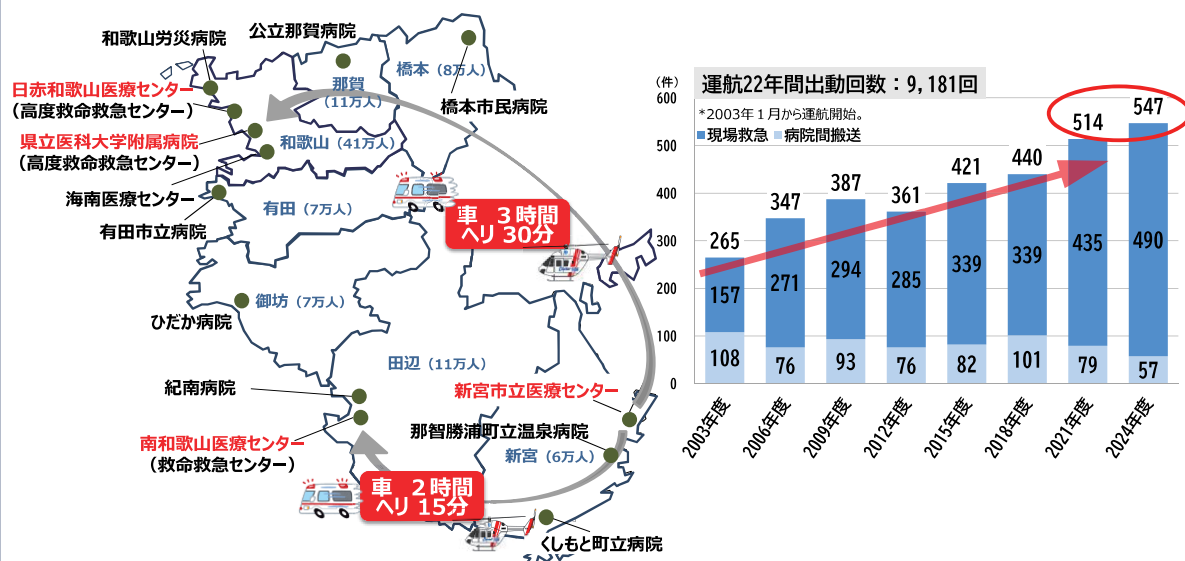 公立那賀病院
和歌山労災病院
橋本
(8万人)
那賀
(11万人)
橋本市民病院
日赤和歌山医療センター
(高度救命救急センター)
県立医科大学附属病院
(高度救命救急センター)
和歌山 (41万人)
海南医療センター
有田 (7万人)
有田市立病院
車 3時間
ヘリ 30分
御坊 (7万人)
ひだか病院
田辺 (11万人)
紀南病院
新宮市立医療センター
那智勝浦町立温泉病院
南和歌山医療センター
(救命救急センター)
新宮 (6万人)
車 2時間
ヘリ 15分
くしもと町立病院
(件)
運航22年間出動回数:9,181回
*2003年1月から運航開始。
現場救急 病院間搬送
600
500
400
300
200
100
0
265
347
387
361
421
440
514
547
157
271
294
285
339
339
435
490
108
76
93
76
82
101
79
57
2003年度
2006年度
2009年度
2012年度
2015年度
2018年度
2021年度
2024年度